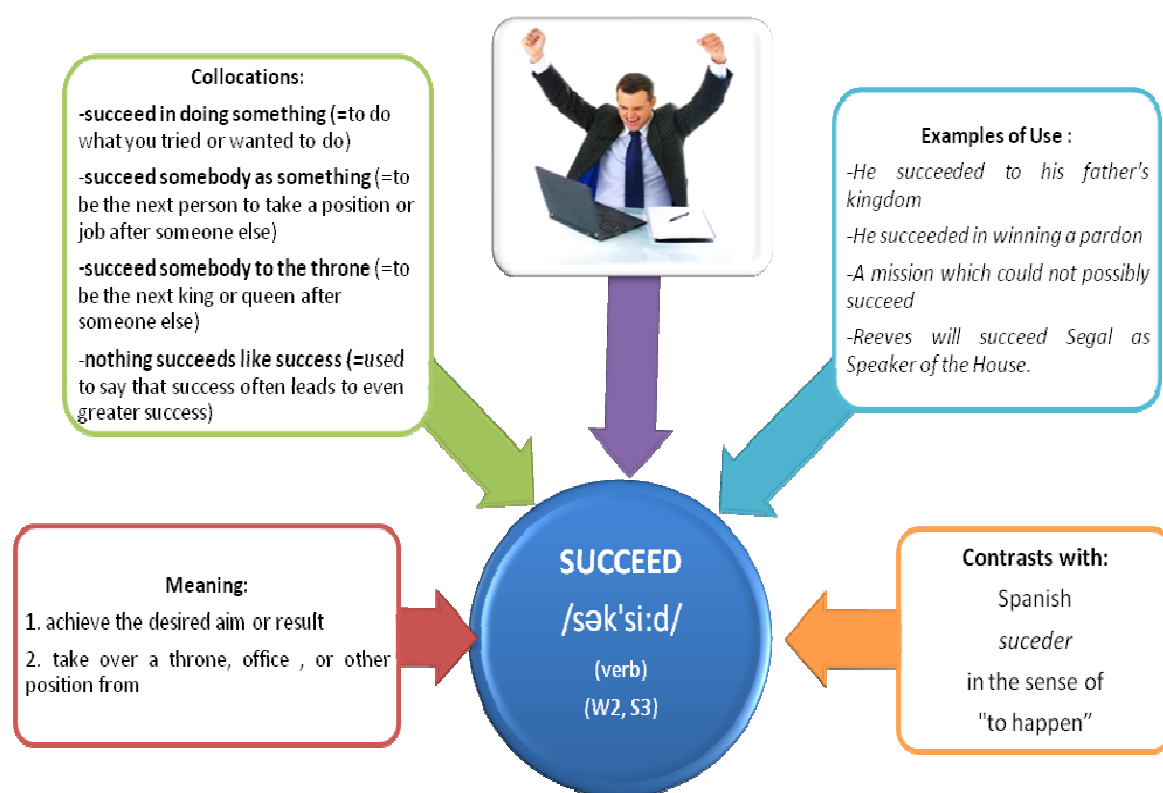 Collocations:
-succeed in doing something (=to do
what you tried or wanted to do)
-succeed somebody as something (=to
be the next person to take a position or
job after someone else)
-succeed somebody to the throne (=to
be the next king or queen after
someone else)
-nothing succeeds like success (=used
to say that success often leads to even
greater success)
Examples of Use :
-He succeeded to his father's
kingdom
-He succeeded in winning a pardon
-A mission which could not possibly
succeed
-Reeves will succeed Segal as
Speaker of the House.
Meaning:
1. achieve the desired aim or result
2. take over a throne, office , or other
position from
SUCCEED
/sək'si:d/
(verb)
(W2, S3)
Contrasts with:
Spanish
suceder
in the sense of
"to happen”